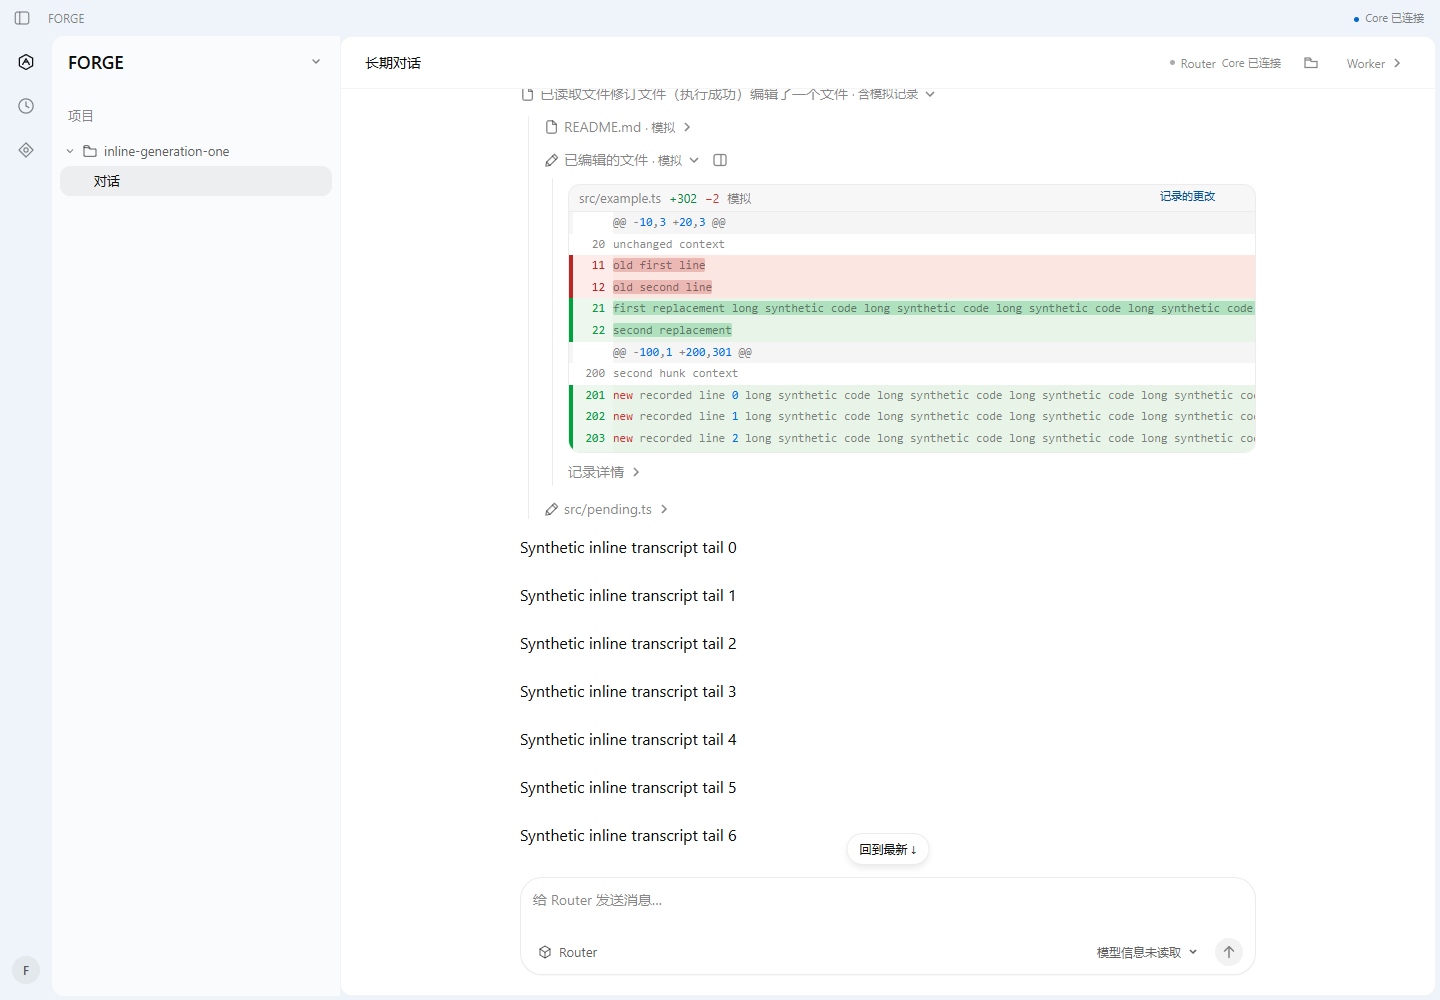 FORGE
Core 已连接
FORGE
项目
inline-generation-one
对话
F
长期对话
Router Core 已连接
Worker
已读取文件修订文件（执行成功）编辑了一个文件 · 含模拟记录
README.md · 模拟
已编辑的文件 · 模拟
src/example.ts +302 −2 模拟
记录的更改
@@ -10,3 +20,3 @@
20 unchanged context
11 old first line
12 old second line
21 first replacement long synthetic code long synthetic code long synthetic code long synthetic code
22 second replacement
@@ -100,1 +200,301 @@
200 second hunk context
201 new recorded line 0 long synthetic code long synthetic code long synthetic code long synthetic co
202 new recorded line 1 long synthetic code long synthetic code long synthetic code long synthetic co
203 new recorded line 2 long synthetic code long synthetic code long synthetic code long synthetic co
记录详情
src/pending.ts
Synthetic inline transcript tail 0
Synthetic inline transcript tail 1
Synthetic inline transcript tail 2
Synthetic inline transcript tail 3
Synthetic inline transcript tail 4
Synthetic inline transcript tail 5
Synthetic inline transcript tail 6
回到最新 ↓
给 Router 发送消息...
Router
模型信息未读取